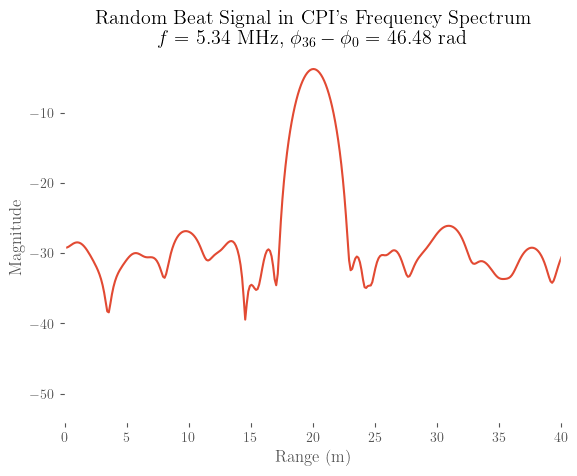 Random Beat Signal in CPI's Frequency Spectrum
f = 5.34 MHz, ϕ₃₆ − ϕ₀ = 46.48 rad
Magnitude
−10
−20
−30
−40
−50
0 5 10 15 20 25 30 35 40
Range (m)